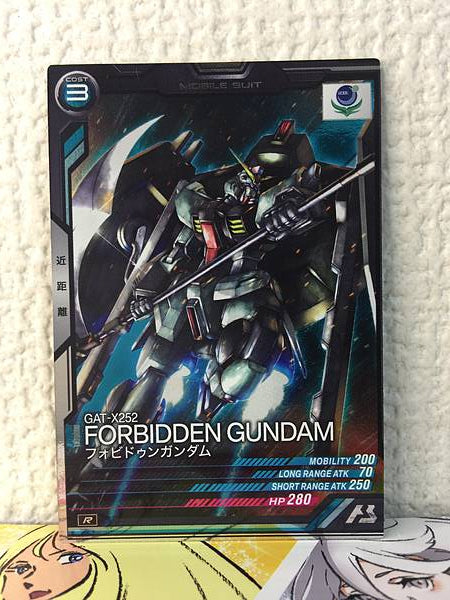 COST
3
MOBILE SUIT
近距離
GAT-X252
FORBIDDEN GUNDAM
フォビドゥンガンダム
MOBILITY 200
LONG RANGE ATK 70
SHORT RANGE ATK 250
HP 280
R